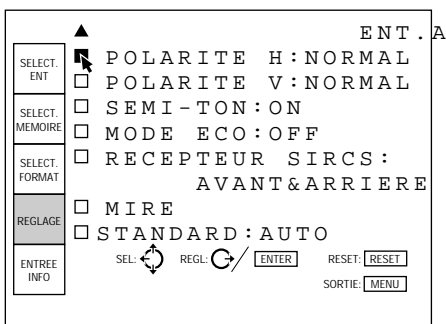 ENT.A
POLARITE H:NORMAL
POLARITE V:NORMAL
SEMI-TON:ON
MODE ECO:OFF
RECEPTEUR SIRCS:
AVANT&ARRIERE
MIRE
STANDARD:AUTO
SELECT.
ENT
SELECT.
MEMOIRE
SELECT.
FORMAT
REGLAGE
ENTREE
INFO
SEL: REGL: / ENTER RESET: RESET
SORTIE: MENU